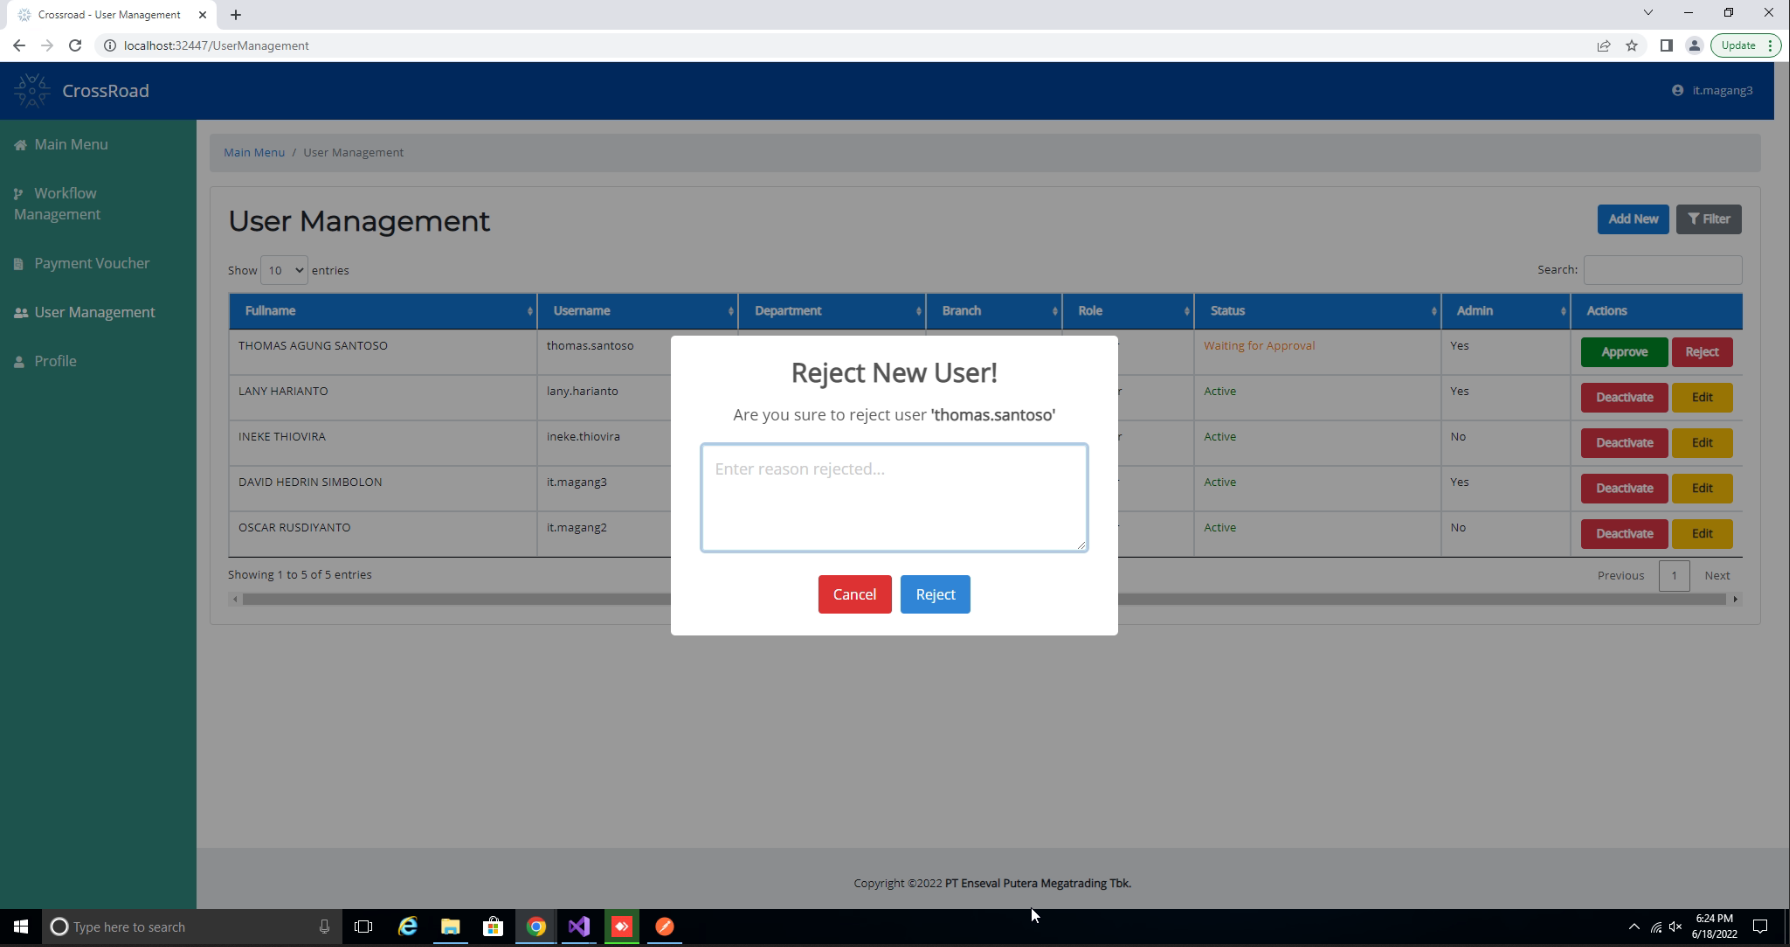 Crossroad - User Management
localhost:32447/UserManagement
Update
CrossRoad
it.magang3
Main Menu
Workflow
Management
Payment Voucher
User Management
Profile
Main Menu / User Management
User Management
Add New
Filter
Show 10 entries
Search:
Fullname Username Department Branch Role Status Admin Actions
THOMAS AGUNG SANTOSO thomas.santoso Waiting for Approval Yes Approve Reject
LANY HARIANTO lany.harianto Active Yes Deactivate Edit
INEKE THIOVIRA ineke.thiovira Active No Deactivate Edit
DAVID HEDRIN SIMBOLON it.magang3 Active Yes Deactivate Edit
OSCAR RUSDIYANTO it.magang2 Active No Deactivate Edit
Showing 1 to 5 of 5 entries
Previous 1 Next
Reject New User!
Are you sure to reject user 'thomas.santoso'
Enter reason rejected...
Cancel Reject
Copyright ©2022 PT Enseval Putera Megatrading Tbk.
Type here to search
6:24 PM
6/18/2022